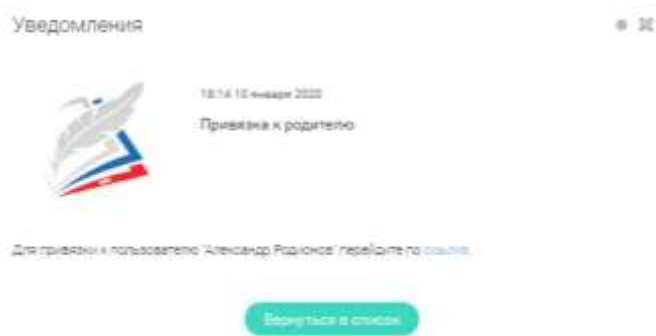 Уведомления
18:14 10 января 2020
Привязка к родителю
Для привязки к пользователю "Александр Родионов" перейдите по ссылке.
Вернуться в список